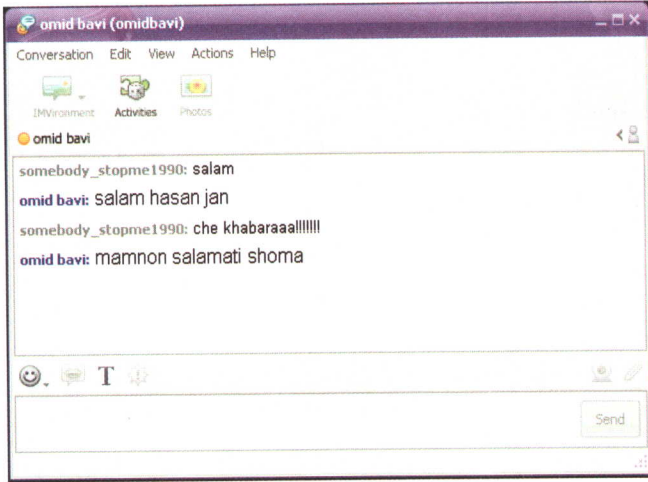 omid bavi (omidbavi)
Conversation Edit View Actions Help
IMVironment Activities Photos
omid bavi
somebody_stopme1990: salam
omid bavi: salam hasan jan
somebody_stopme1990: che khabaraaa!!!!!!!
omid bavi: mamnon salamati shoma
T
Send